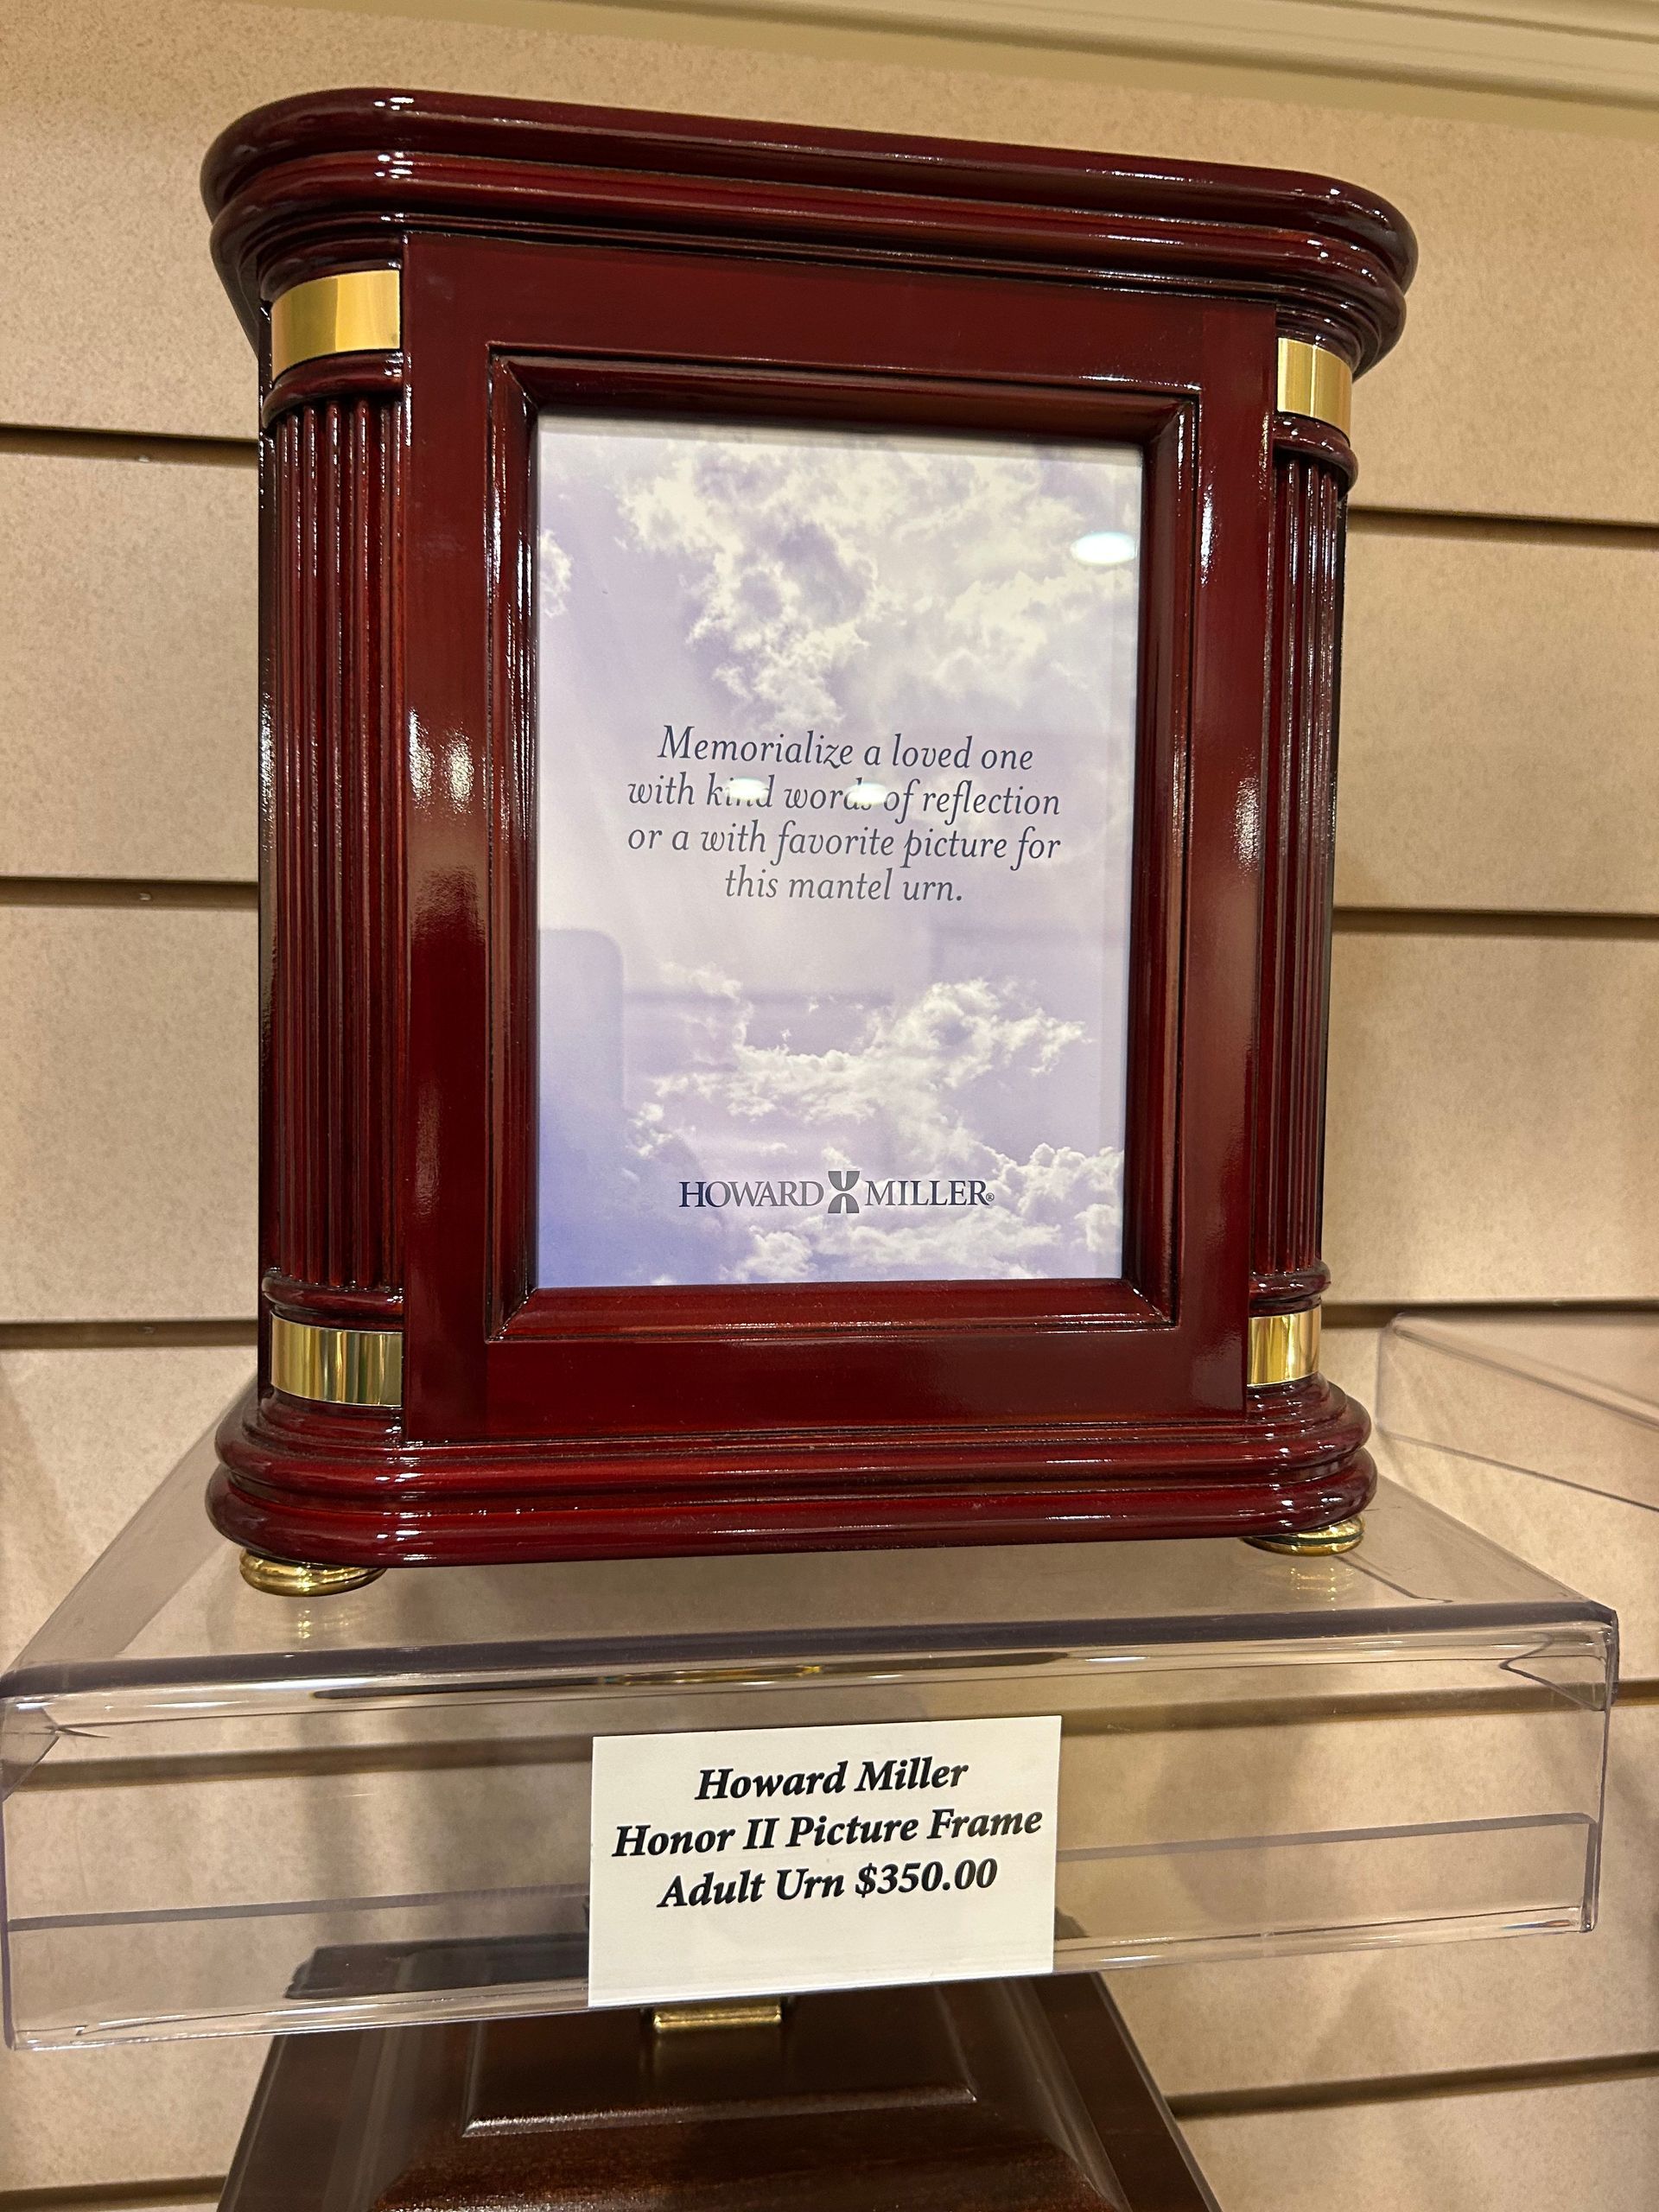 Memorialize a loved one
with kind words of reflection
or a with favorite picture for
this mantel urn.
HOWARD MILLER®
Howard Miller
Honor II Picture Frame
Adult Urn $350.00